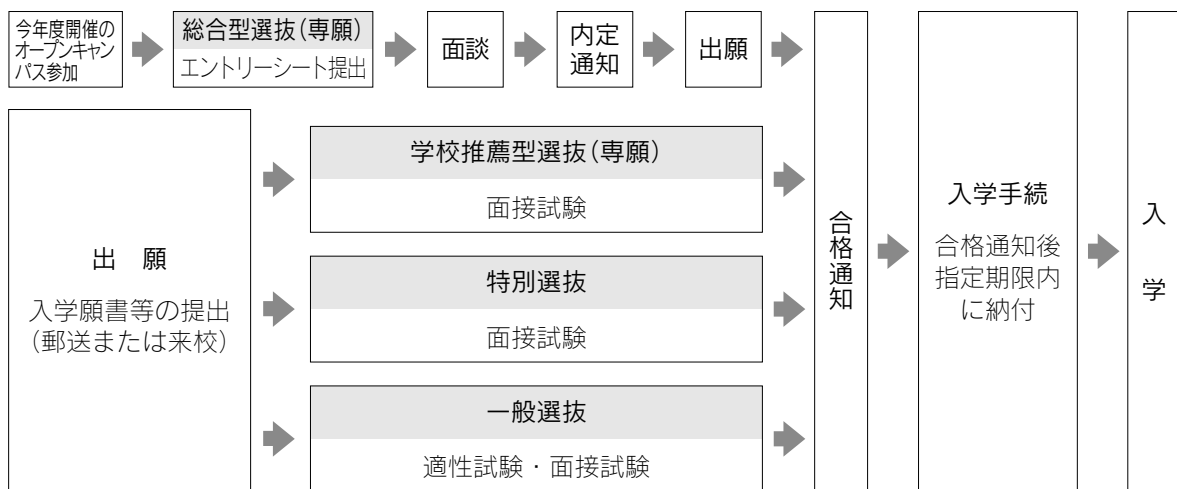 今年度開催の
オープンキャン
パス参加
総合型選抜（専願）
エントリーシート提出
面談
内定
通知
出願
出　願
入学願書等の提出
（郵送または来校）
学校推薦型選抜（専願）
面接試験
特別選抜
面接試験
一般選抜
適性試験・面接試験
合格通知
入学手続
合格通知後
指定期限内
に納付
入学